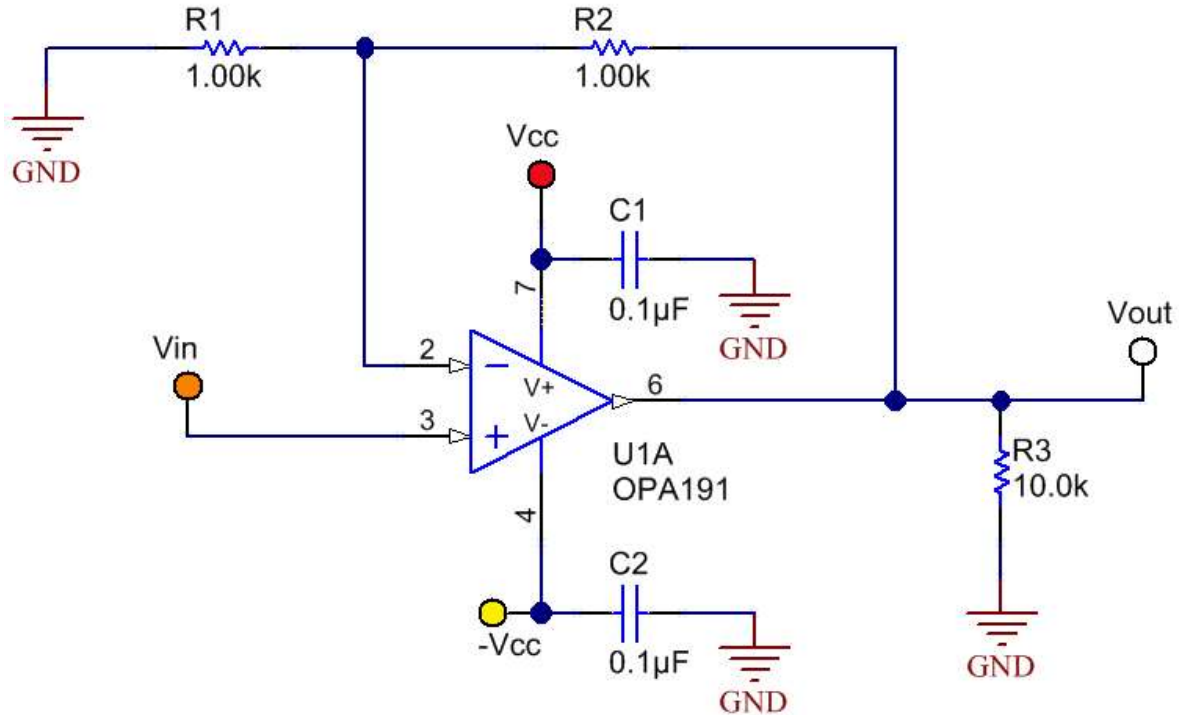 R1
1.00k
R2
1.00k
GND
Vcc
C1
0.1µF
GND
7
Vin
2
3
−
+
V+
V-
6
U1A
OPA191
Vout
R3
10.0k
GND
4
-Vcc
C2
0.1µF
GND